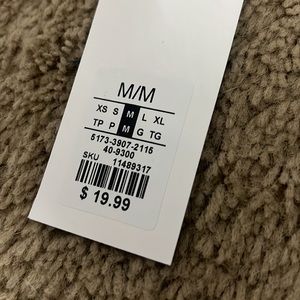 M/M
XS S M L XL
TP P M G TG
5173-3907-2115
40-9300
SKU 11489317
$ 19.99